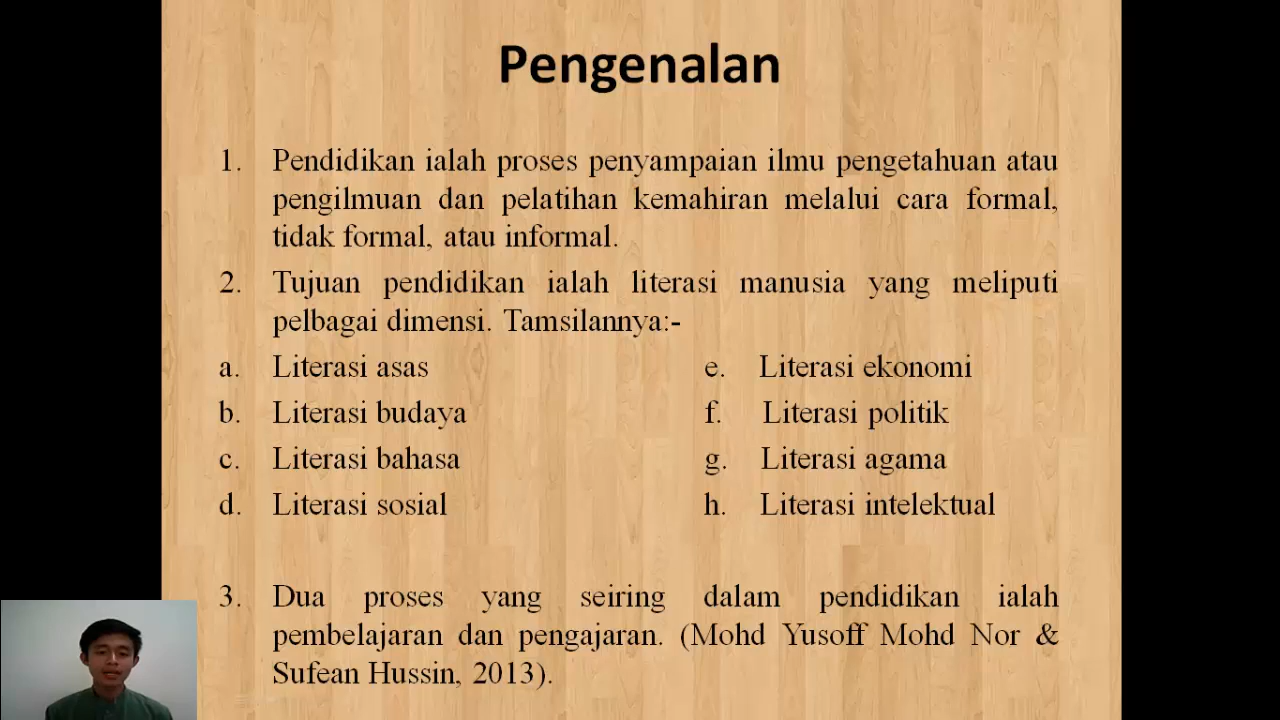 Pengenalan
1. Pendidikan ialah proses penyampaian ilmu pengetahuan atau
pengilmuan dan pelatihan kemahiran melalui cara formal,
tidak formal, atau informal.
2. Tujuan pendidikan ialah literasi manusia yang meliputi
pelbagai dimensi. Tamsilannya:-
a. Literasi asas e. Literasi ekonomi
b. Literasi budaya f. Literasi politik
c. Literasi bahasa g. Literasi agama
d. Literasi sosial h. Literasi intelektual
3. Dua proses yang seiring dalam pendidikan ialah
pembelajaran dan pengajaran. (Mohd Yusoff Mohd Nor &
Sufean Hussin, 2013).